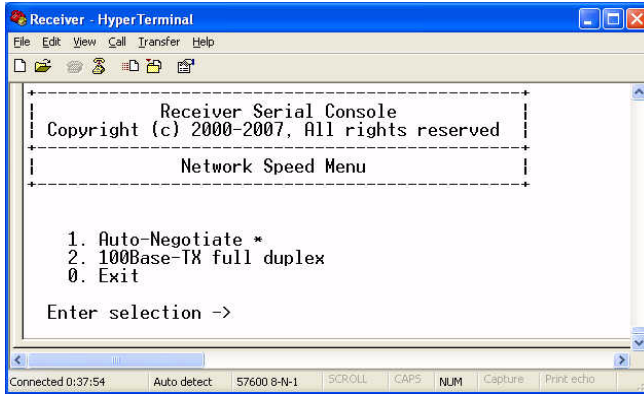 Receiver - HyperTerminal
File Edit View Call Transfer Help
Receiver Serial Console
Copyright (c) 2000-2007, All rights reserved
Network Speed Menu
1. Auto-Negotiate *
2. 100Base-TX full duplex
0. Exit
Enter selection ->
Connected 0:37:54 Auto detect 57600 8-N-1 SCROLL CAPS NUM Capture Print echo